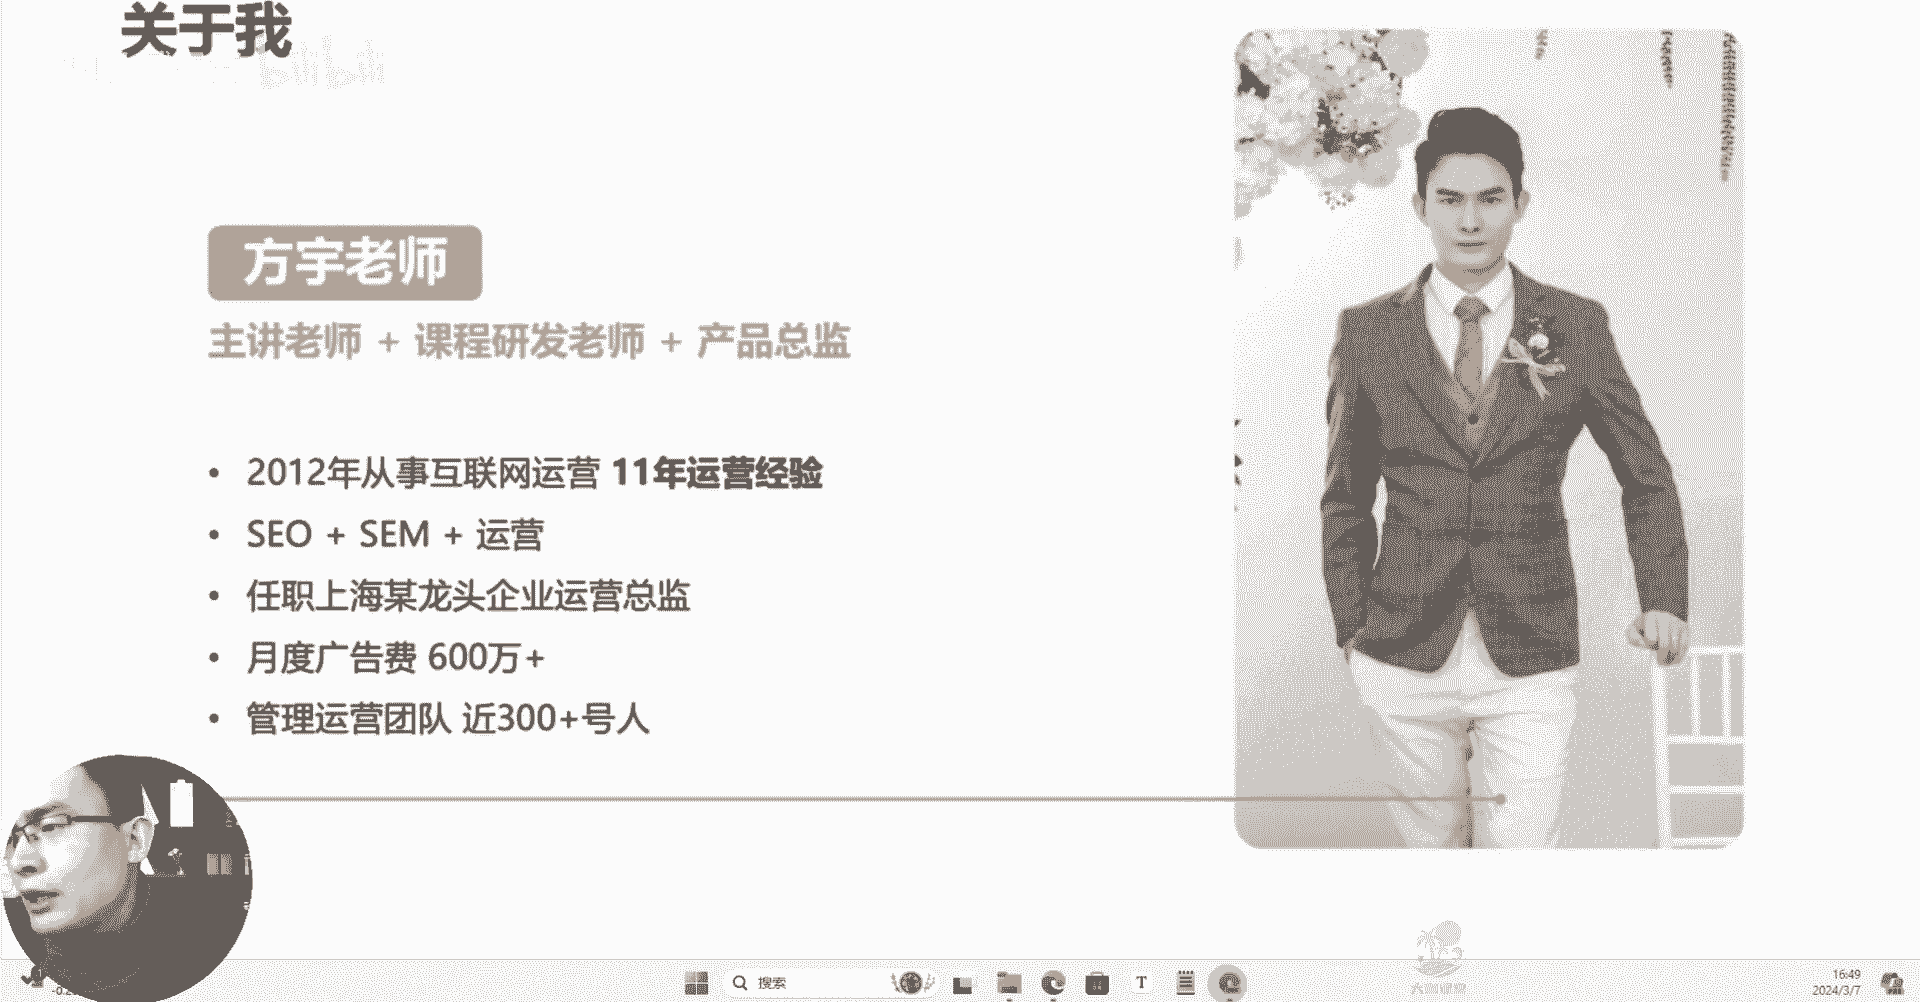 关于我
bilibili
方宇老师
主讲老师 + 课程研发老师 + 产品总监
• 2012年从事互联网运营 11年运营经验
• SEO + SEM + 运营
• 任职上海某龙头企业运营总监
• 月度广告费 600万+
• 管理运营团队 近300+号人
搜索
T
16:49
2024/3/7